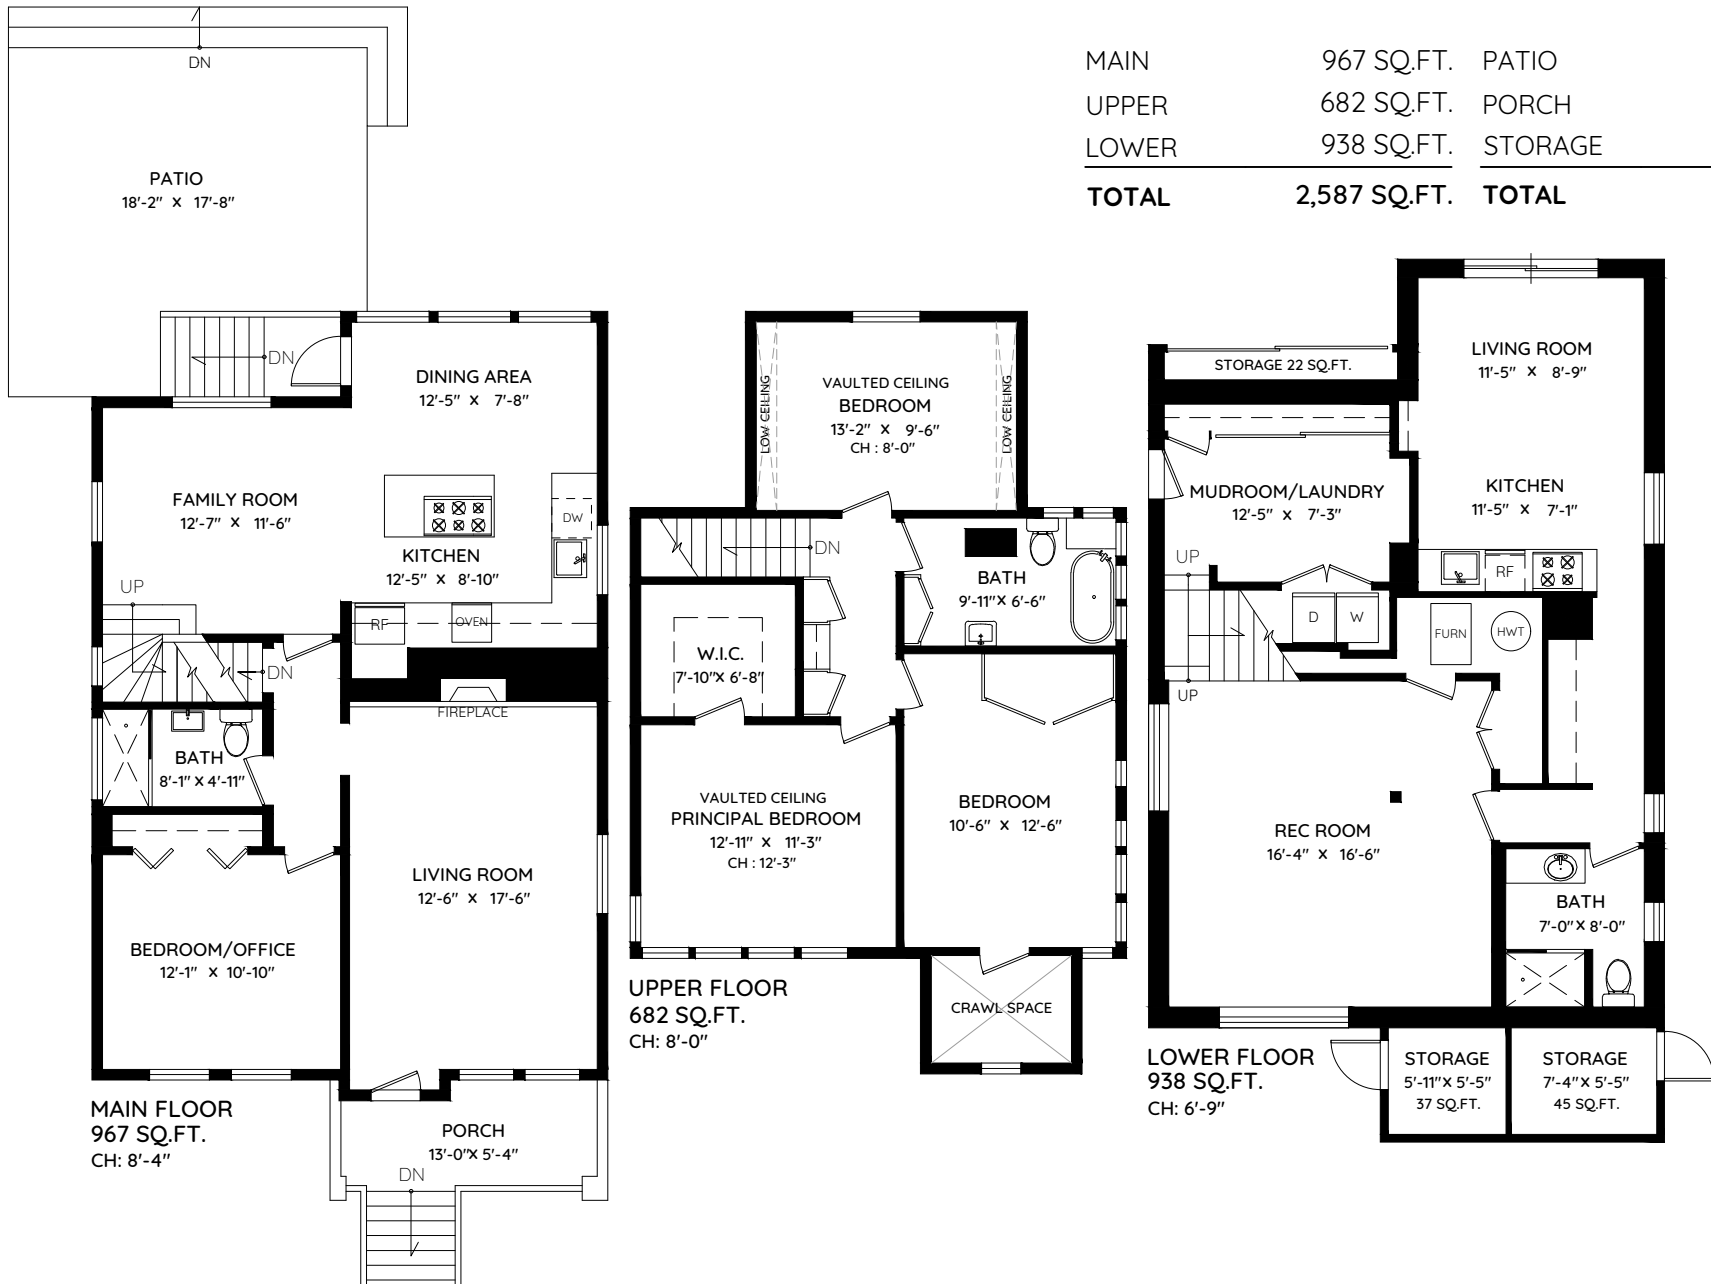 MAIN 967 SQ.FT. PATIO
UPPER 682 SQ.FT. PORCH
LOWER 938 SQ.FT. STORAGE
TOTAL 2,587 SQ.FT. TOTAL
DN
PATIO
18'-2" X 17'-8"
DN
DINING AREA
12'-5" X 7'-8"
FAMILY ROOM
12'-7" X 11'-6"
DW
KITCHEN
12'-5" X 8'-10"
UP
RF
OVEN
DN
FIREPLACE
BATH
8'-1" X 4'-11"
LIVING ROOM
12'-6" X 17'-6"
BEDROOM/OFFICE
12'-1" X 10'-10"
MAIN FLOOR
967 SQ.FT.
CH: 8'-4"
PORCH
13'-0" X 5'-4"
DN
LOW CEILING
VAULTED CEILING
BEDROOM
13'-2" X 9'-6"
CH : 8'-0"
LOW CEILING
DN
BATH
9'-11" X 6'-6"
W.I.C.
7'-10" X 6'-8"
VAULTED CEILING
PRINCIPAL BEDROOM
12'-11" X 11'-3"
CH : 12'-3"
BEDROOM
10'-6" X 12'-6"
CRAWL SPACE
UPPER FLOOR
682 SQ.FT.
CH: 8'-0"
STORAGE 22 SQ.FT.
LIVING ROOM
11'-5" X 8'-9"
MUDROOM/LAUNDRY
12'-5" X 7'-3"
KITCHEN
11'-5" X 7'-1"
UP
RF
D
W
FURN
HWT
UP
REC ROOM
16'-4" X 16'-6"
BATH
7'-0" X 8'-0"
LOWER FLOOR
938 SQ.FT.
CH: 6'-9"
STORAGE
5'-11" X 5'-5"
37 SQ.FT.
STORAGE
7'-4" X 5'-5"
45 SQ.FT.